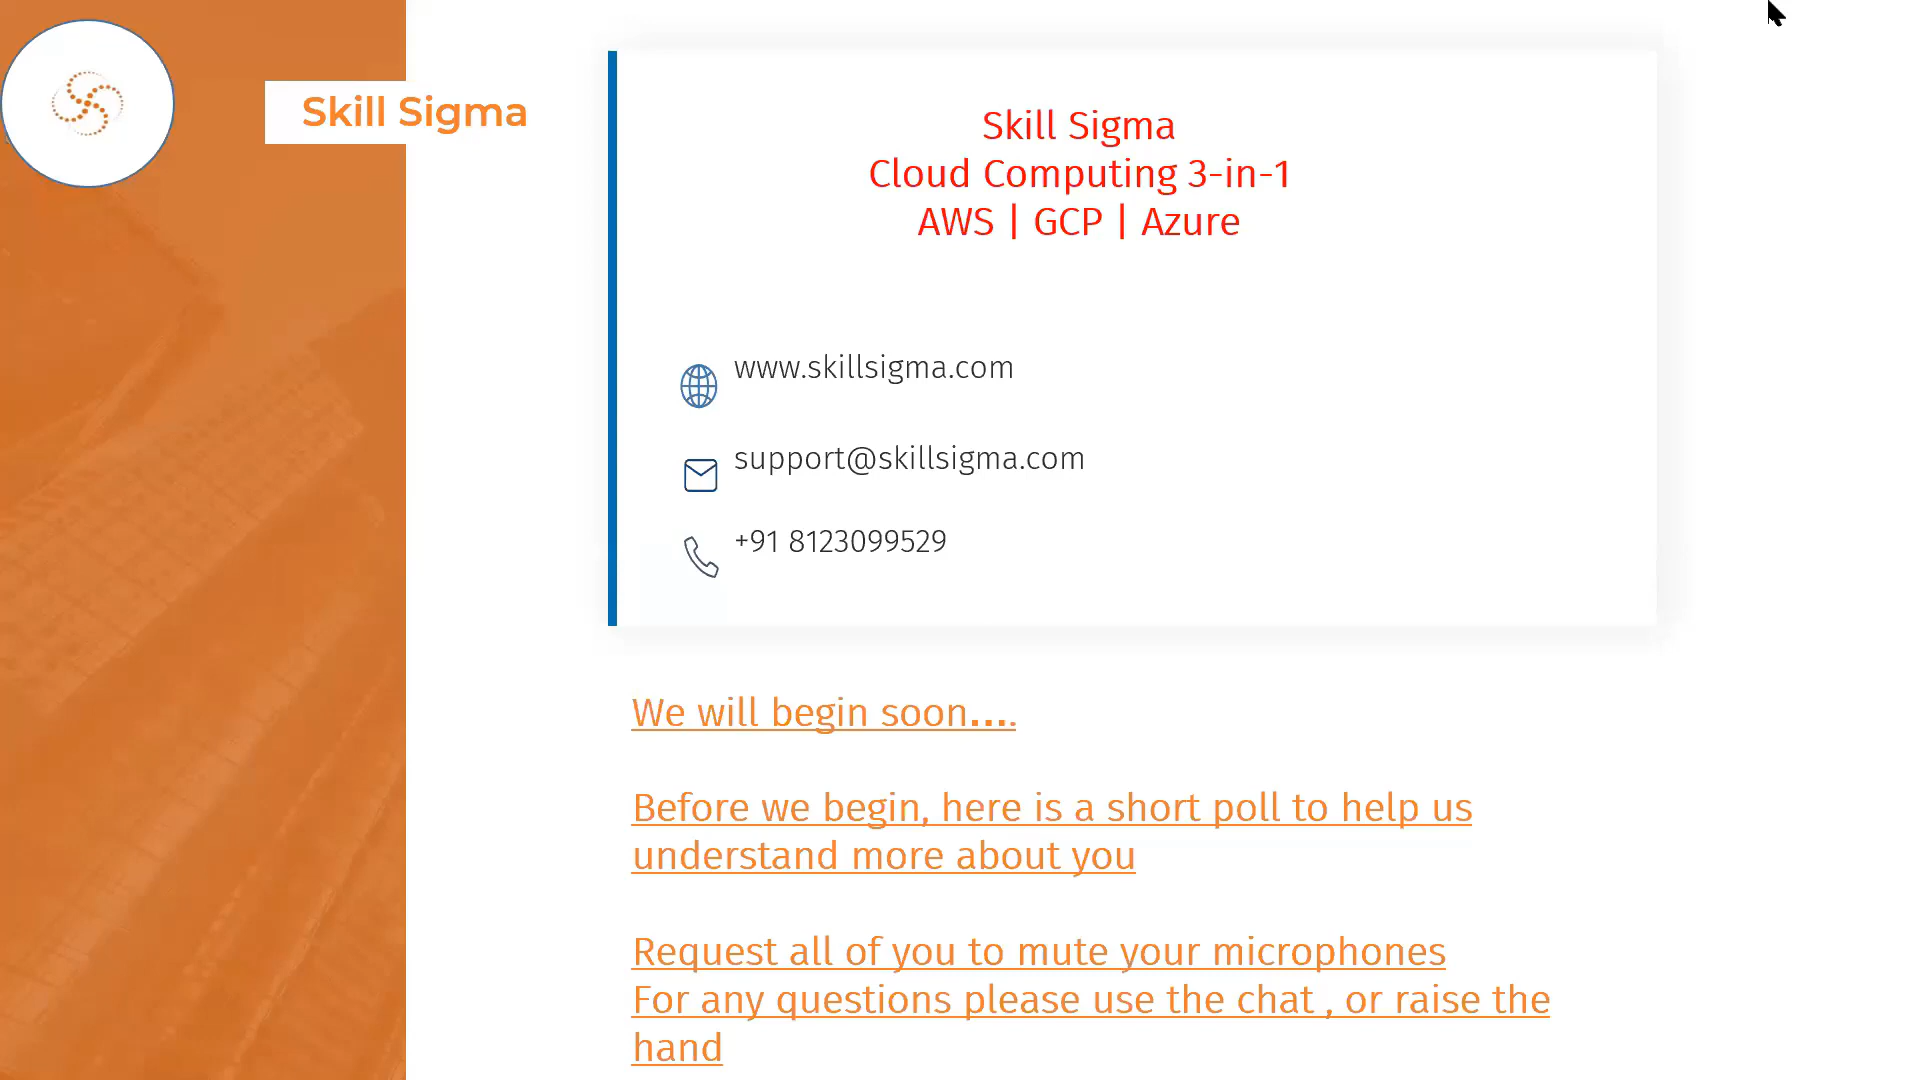 Skill Sigma
Skill Sigma
Cloud Computing 3-in-1
AWS | GCP | Azure
www.skillsigma.com
support@skillsigma.com
+91 8123099529
We will begin soon....
Before we begin, here is a short poll to help us
understand more about you
Request all of you to mute your microphones
For any questions please use the chat , or raise the
hand